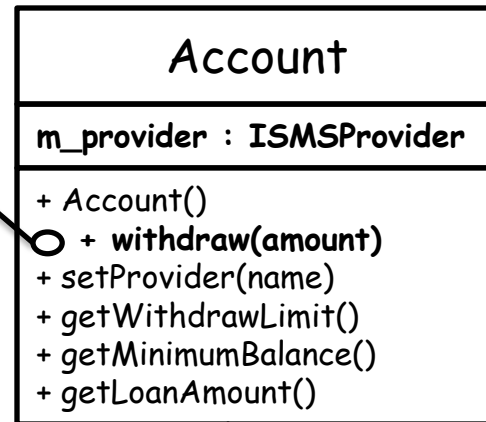 Account
m_provider : ISMSProvider
+ Account()
+ withdraw(amount)
+ setProvider(name)
+ getWithdrawLimit()
+ getMinimumBalance()
+ getLoanAmount()